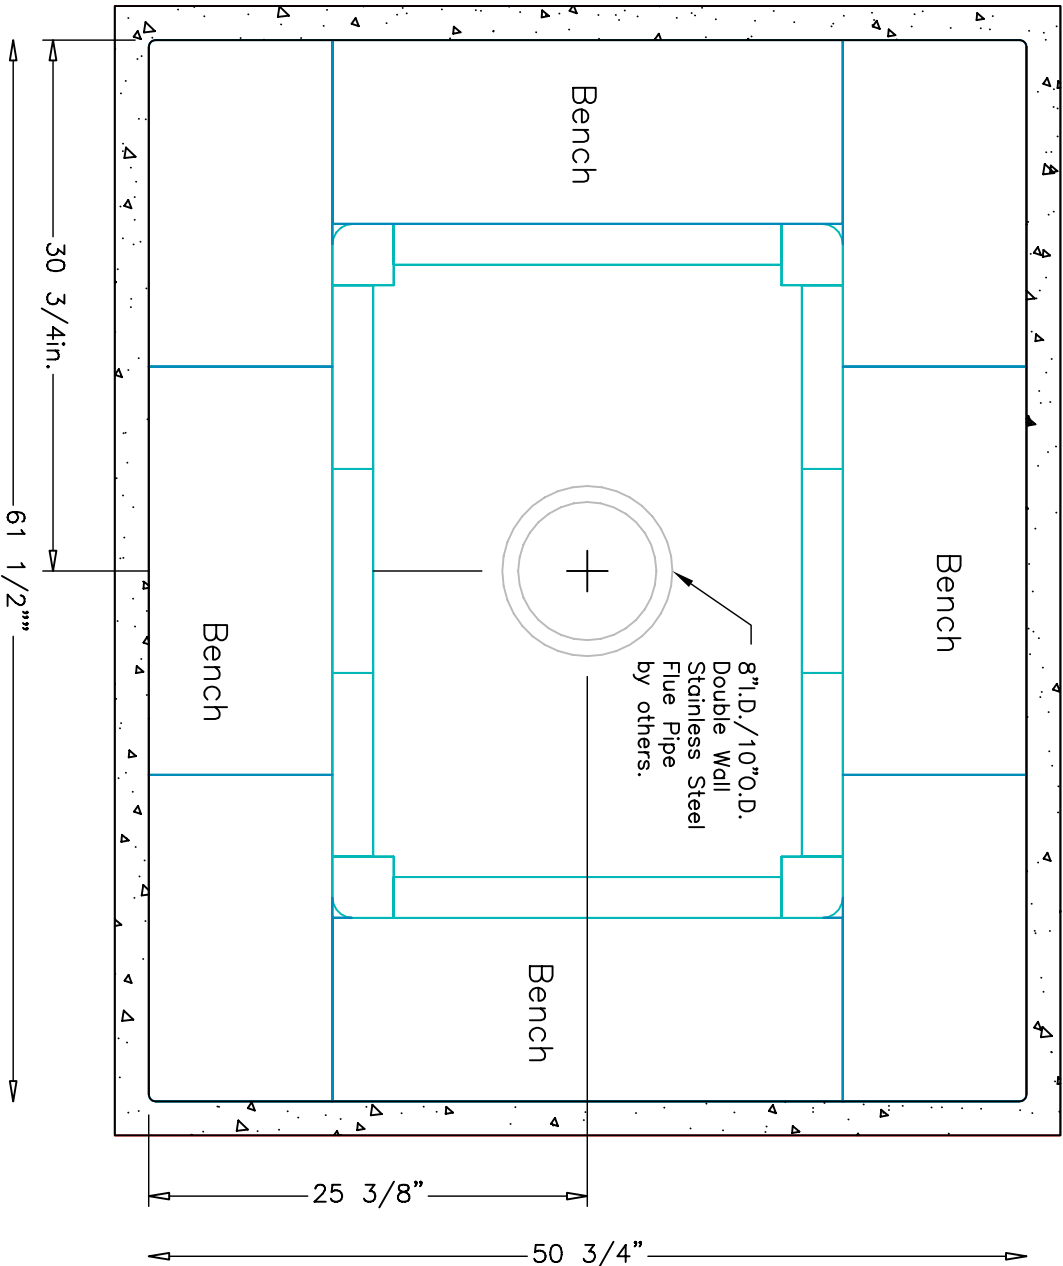 Bench
Bench
Bench
Bench
8"I.D./10"O.D.
Double Wall
Stainless Steel
Flue Pipe
by others.
30 3/4in.
61 1/2""
25 3/8"
50 3/4"